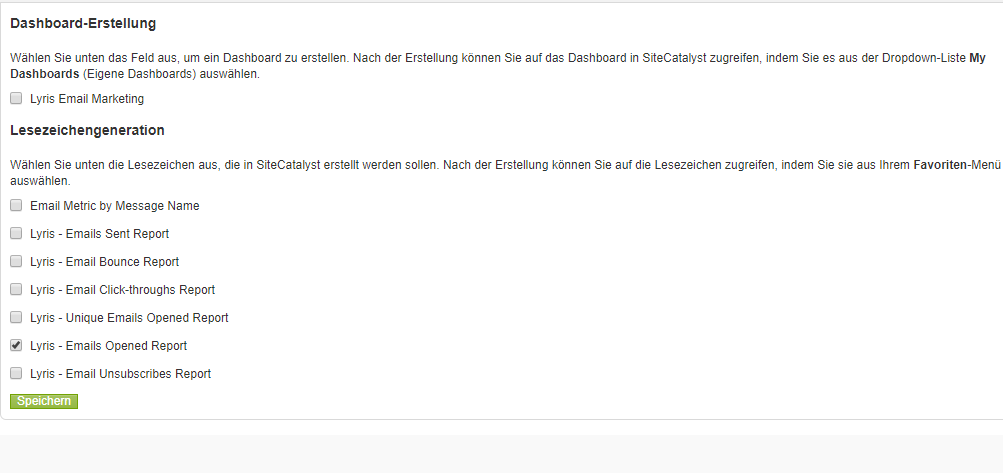 Dashboard-Erstellung
Wählen Sie unten das Feld aus, um ein Dashboard zu erstellen. Nach der Erstellung können Sie auf das Dashboard in SiteCatalyst zugreifen, indem Sie es aus der Dropdown-Liste My
Dashboards (Eigene Dashboards) auswählen.
Lyris Email Marketing
Lesezeichengeneration
Wählen Sie unten die Lesezeichen aus, die in SiteCatalyst erstellt werden sollen. Nach der Erstellung können Sie auf die Lesezeichen zugreifen, indem Sie sie aus Ihrem Favoriten-Menü
auswählen.
Email Metric by Message Name
Lyris - Emails Sent Report
Lyris - Email Bounce Report
Lyris - Email Click-throughs Report
Lyris - Unique Emails Opened Report
Lyris - Emails Opened Report
Lyris - Email Unsubscribes Report
Speichern